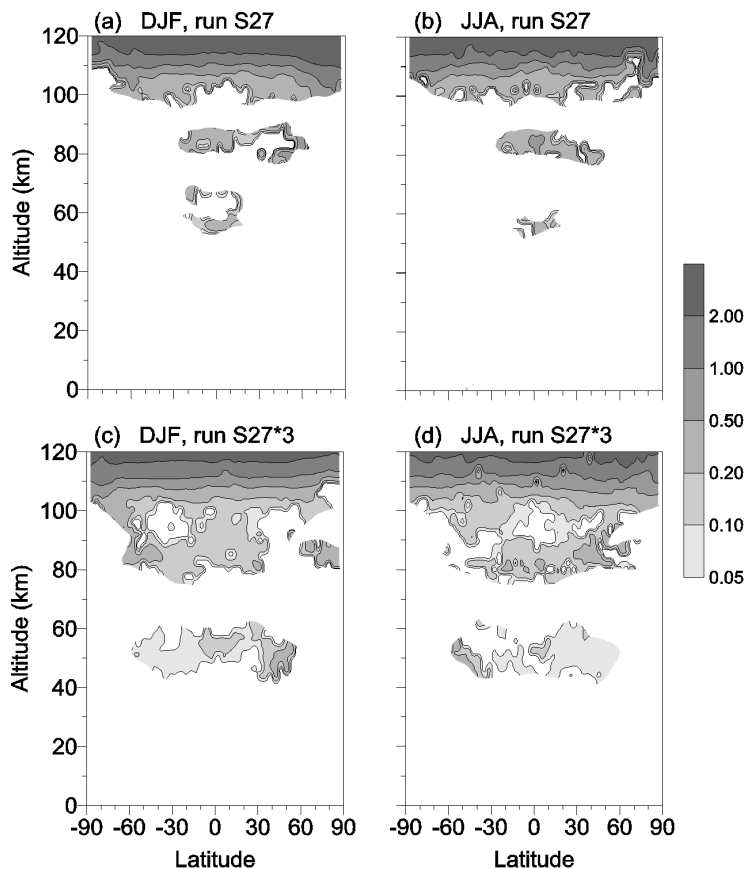 (a) DJF, run S27
(b) JJA, run S27
120
100
80
60
40
20
0
Altitude (km)
2.00
1.00
0.50
0.20
0.10
0.05
(c) DJF, run S27*3
(d) JJA, run S27*3
120
100
80
60
40
20
0
Altitude (km)
-90 -60 -30 0 30 60 90
-90 -60 -30 0 30 60 90
Latitude
Latitude